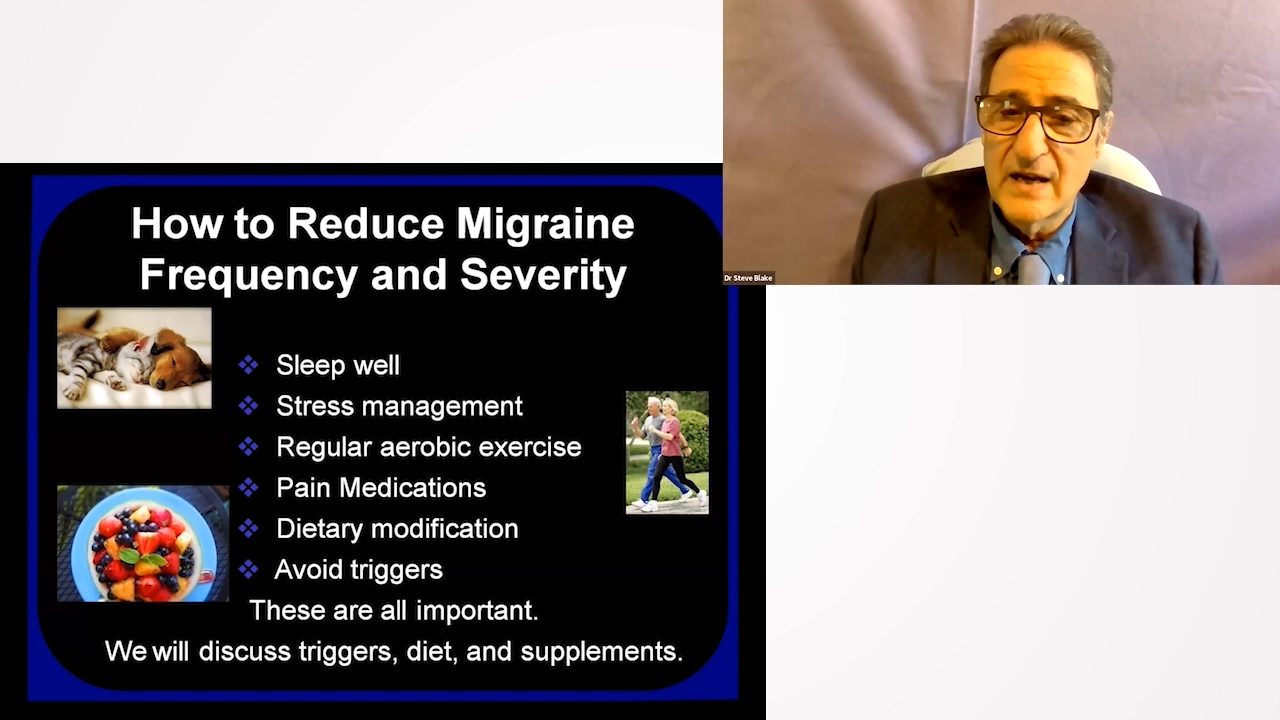 How to Reduce Migraine
Frequency and Severity
Sleep well
Stress management
Regular aerobic exercise
Pain Medications
Dietary modification
Avoid triggers
These are all important.
We will discuss triggers, diet, and supplements.
Dr Steve Blake